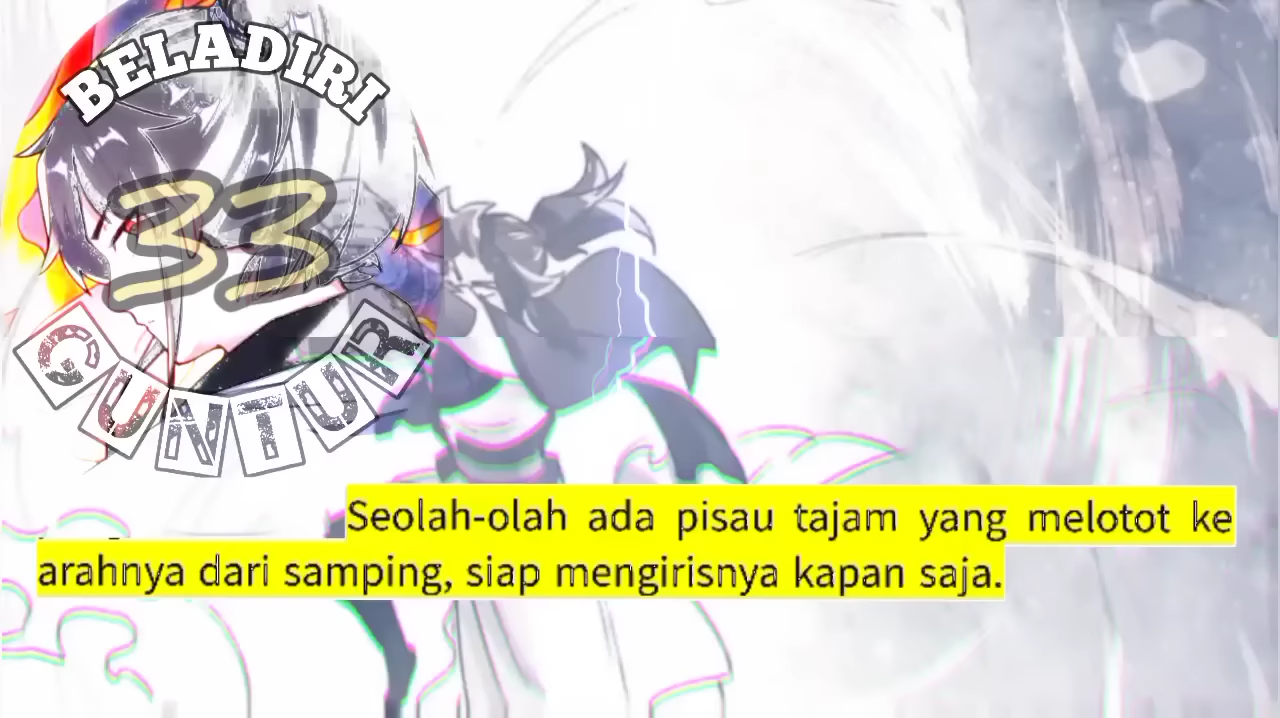 BELADIRI
33
GUNTUR
Seolah-olah ada pisau tajam yang melotot ke
arahnya dari samping, siap mengirisnya kapan saja.